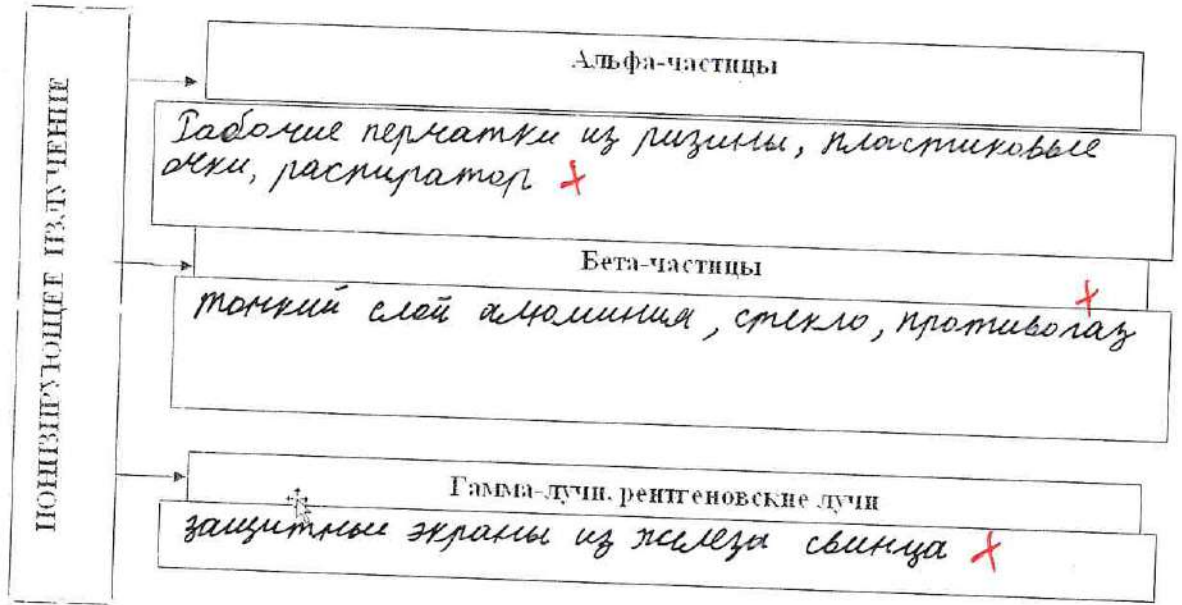 ИОНИЗИРУЮЩЕЕ ИЗЛУЧЕНИЕ
Альфа-частицы
Рабочие перчатки из ризины, пластиковые
очки, распиратор +
Бета-частицы
тонкий слой алюминия, стекло, противогаз +
Гамма-лучи. рентгеновские лучи
защитные экраны из железа свинца +